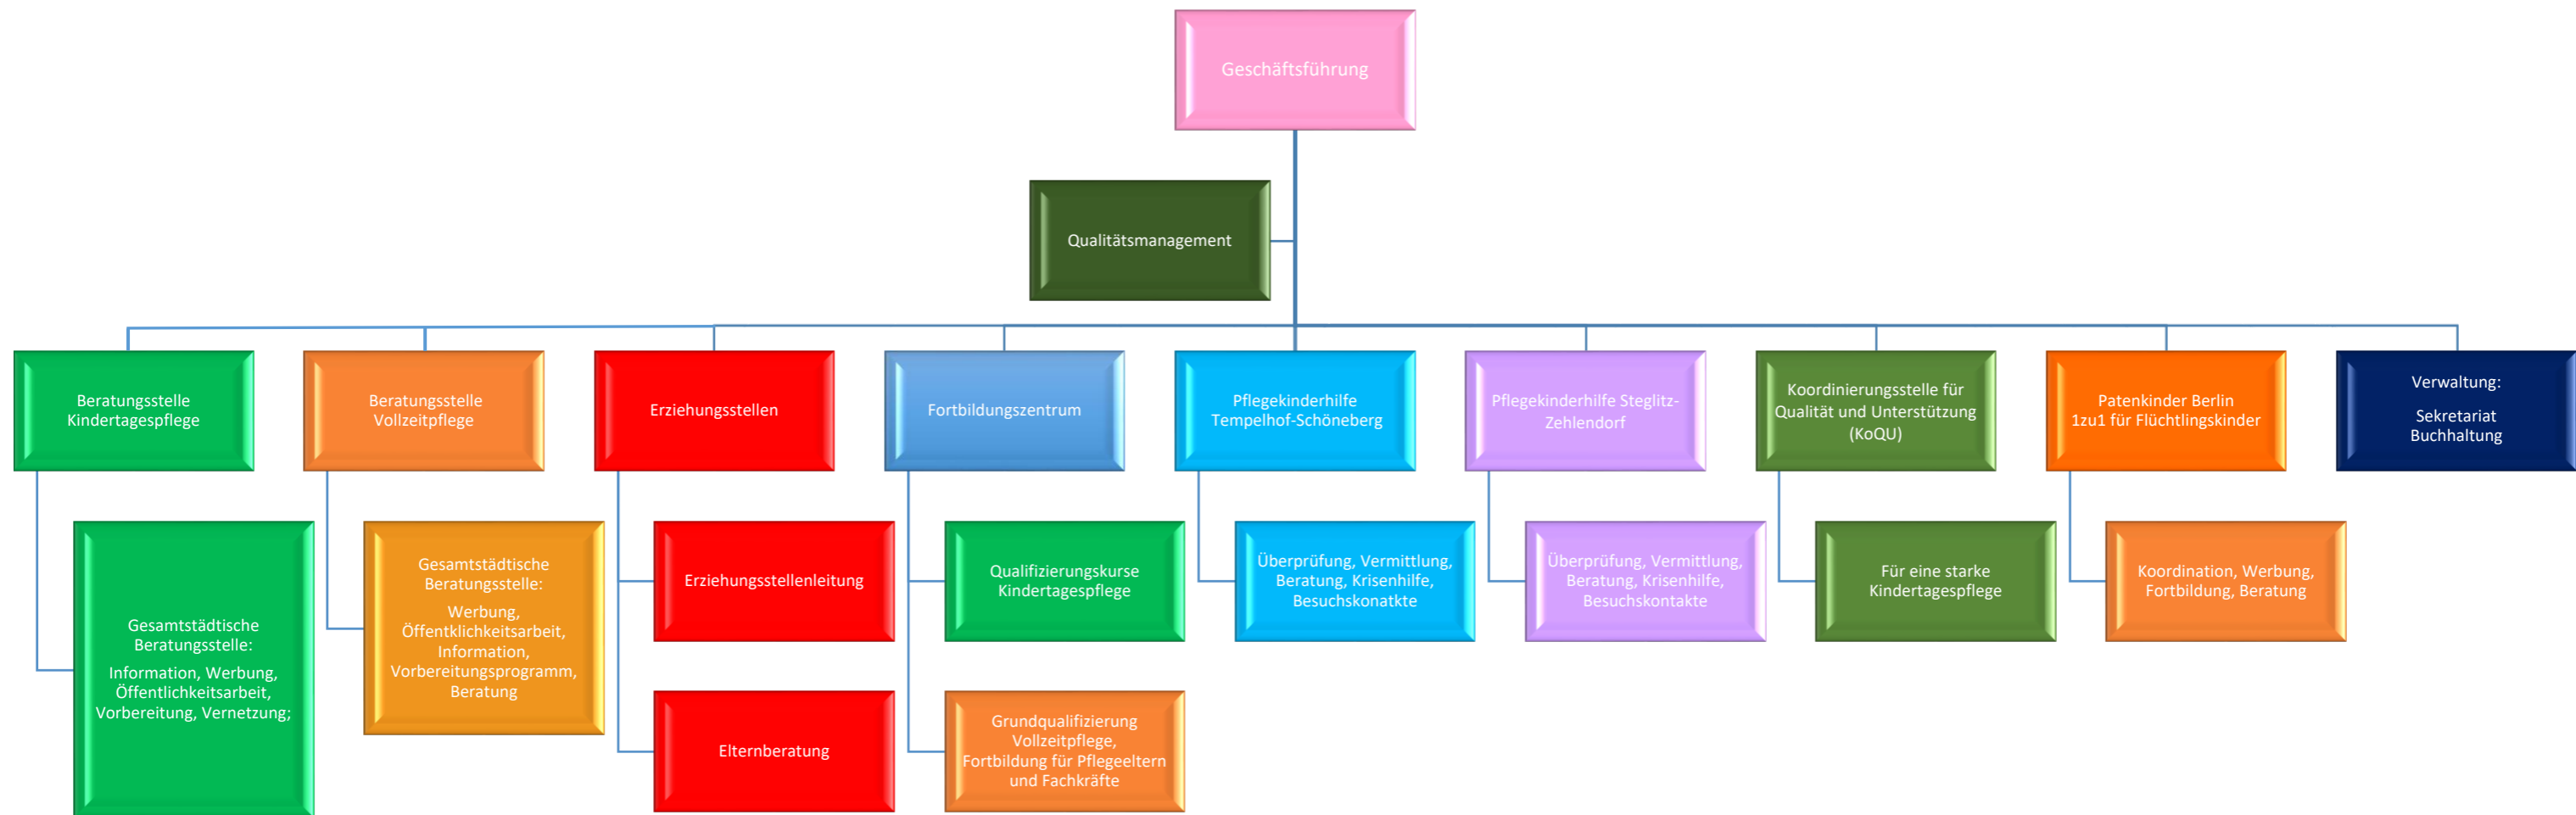 Geschäftsführung
Qualitätsmanagement
Beratungsstelle
Kindertagespflege
Beratungsstelle
Vollzeitpflege
Erziehungsstellen
Fortbildungszentrum
Pflegekinderhilfe
Tempelhof-Schöneberg
Pflegekinderhilfe Steglitz-
Zehlendorf
Koordinierungsstelle für
Qualität und Unterstützung
(KoQU)
Patenkinder Berlin
1zu1 für Flüchtlingskinder
Verwaltung:
Sekretariat
Buchhaltung
Gesamtstädtische
Beratungsstelle:
Information, Werbung,
Öffentlichkeitsarbeit,
Vorbereitung, Vernetzung;
Gesamtstädtische
Beratungsstelle:
Werbung,
Öffentklichkeitsarbeit,
Information,
Vorbereitungsprogramm,
Beratung
Erziehungsstellenleitung
Elternberatung
Qualifizierungskurse
Kindertagespflege
Grundqualifizierung
Vollzeitpflege,
Fortbildung für Pflegeeltern
und Fachkräfte
Überprüfung, Vermittlung,
Beratung, Krisenhilfe,
Besuchskonatkte
Überprüfung, Vermittlung,
Beratung, Krisenhilfe,
Besuchskontakte
Für eine starke
Kindertagespflege
Koordination, Werbung,
Fortbildung, Beratung